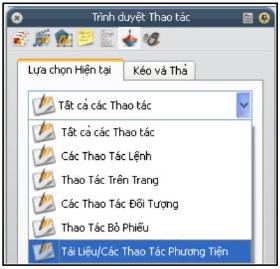 Trình duyệt Thao tác
Lựa chọn Hiện tại Kéo và Thả
Tất cả các Thao tác
Tất cả các Thao tác
Các Thao Tác Lệnh
Thao Tác Trên Trang
Các Thao Tác Đối Tượng
Thao Tác Bỏ Phiếu
Tài Liệu/Các Thao Tác Phương Tiện